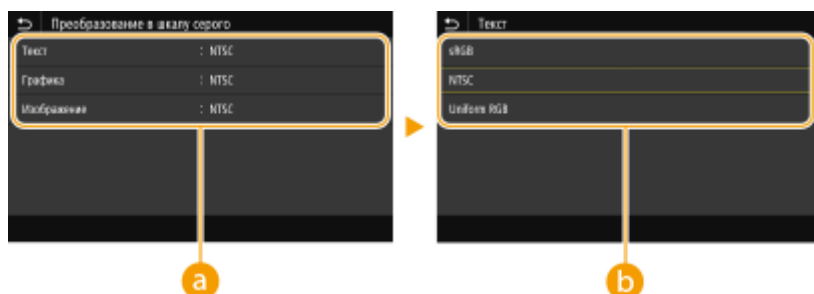 Преобразование в шкалу серого
Текст : NTSC
Графика : NTSC
Изображение : NTSC
a
Текст
sRGB
NTSC
Uniform RGB
b